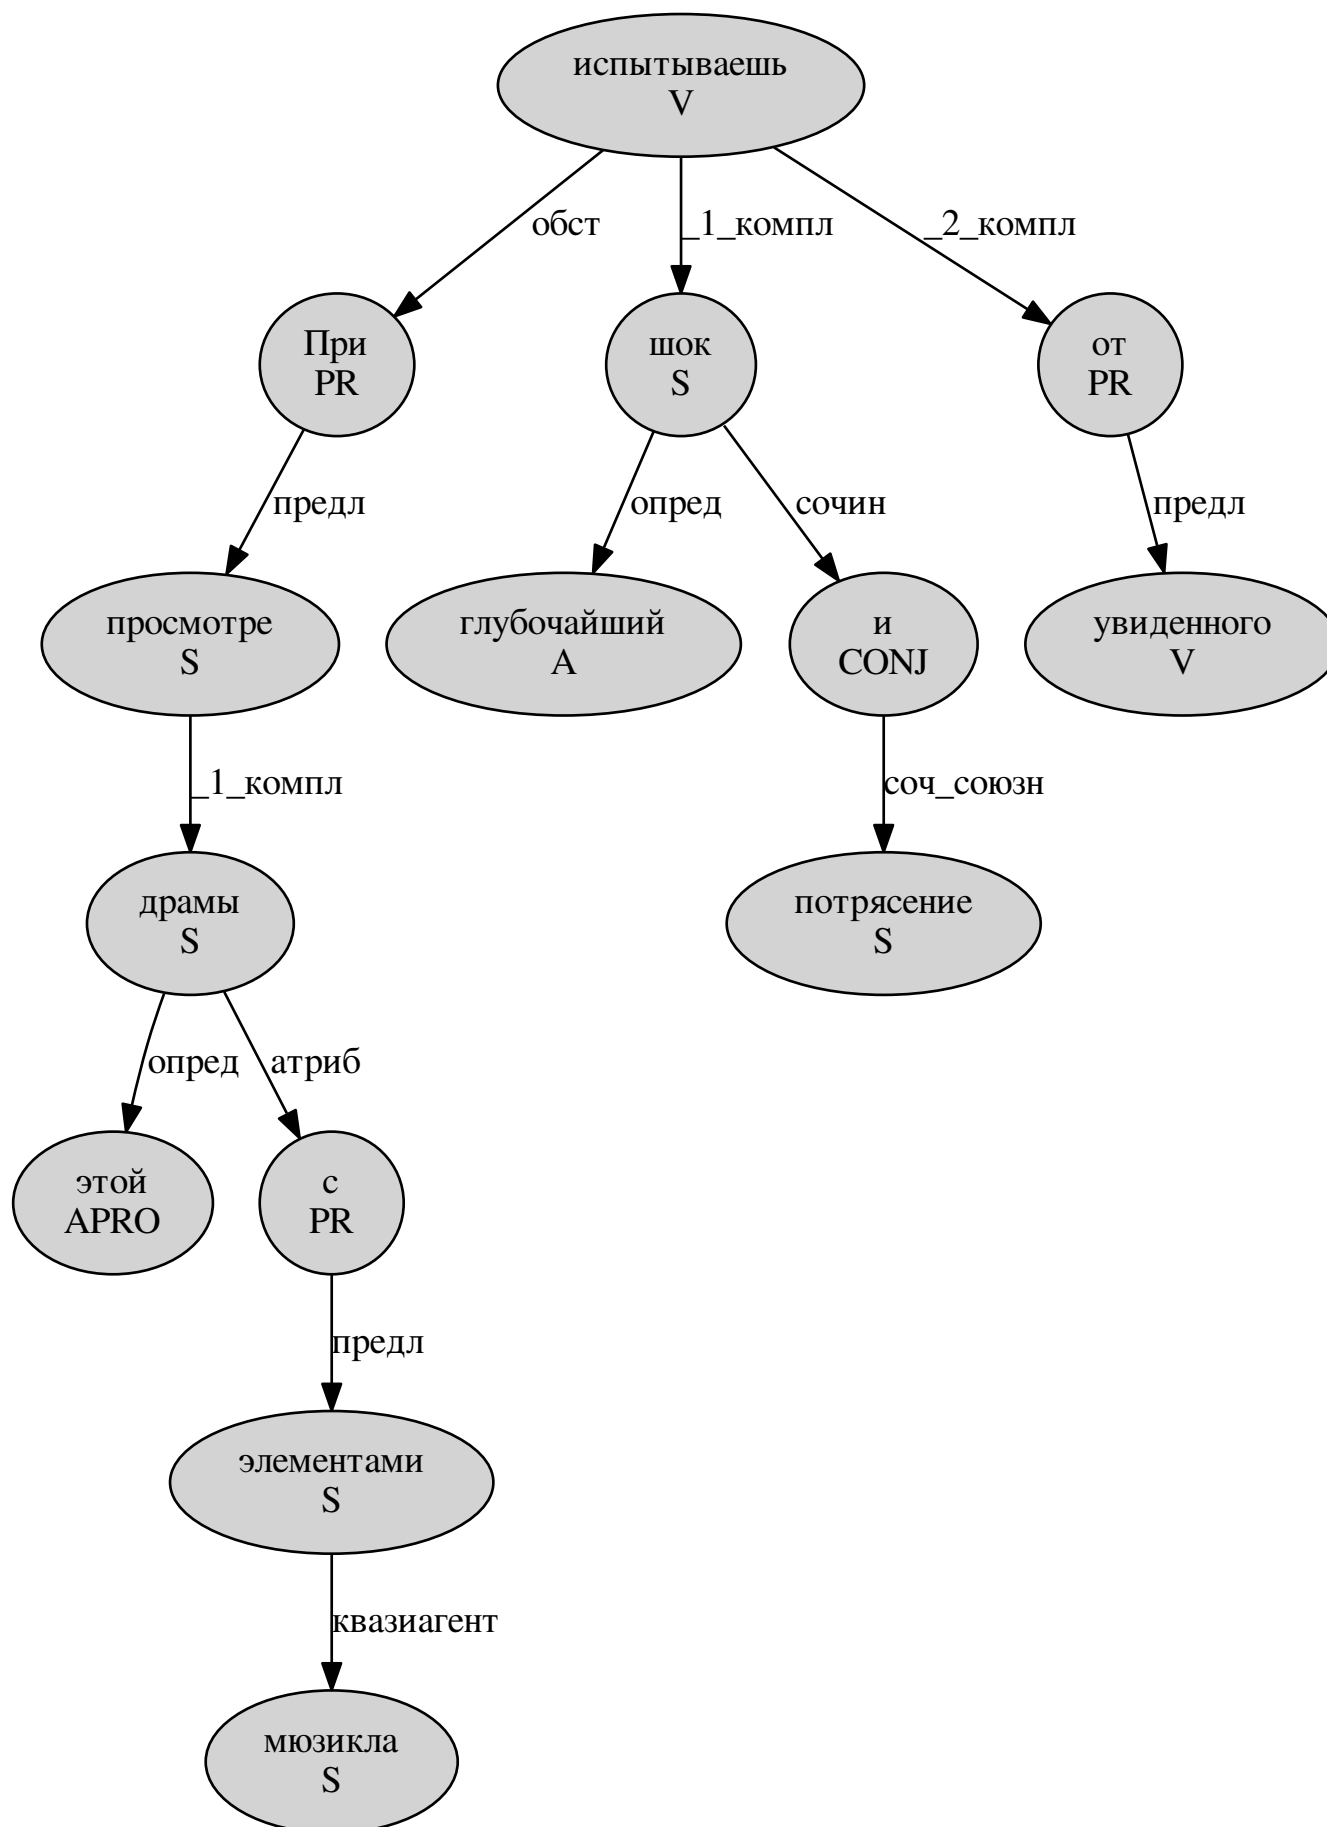 испытываешь
V
обст
_1_компл
_2_компл
При
PR
шок
S
от
PR
предл
опред
сочин
предл
просмотре
S
глубочайший
A
и
CONJ
увиденного
V
_1_компл
соч_союзн
драмы
S
потрясение
S
опред
атриб
этой
APRO
с
PR
предл
элементами
S
квазиагент
мюзикла
S